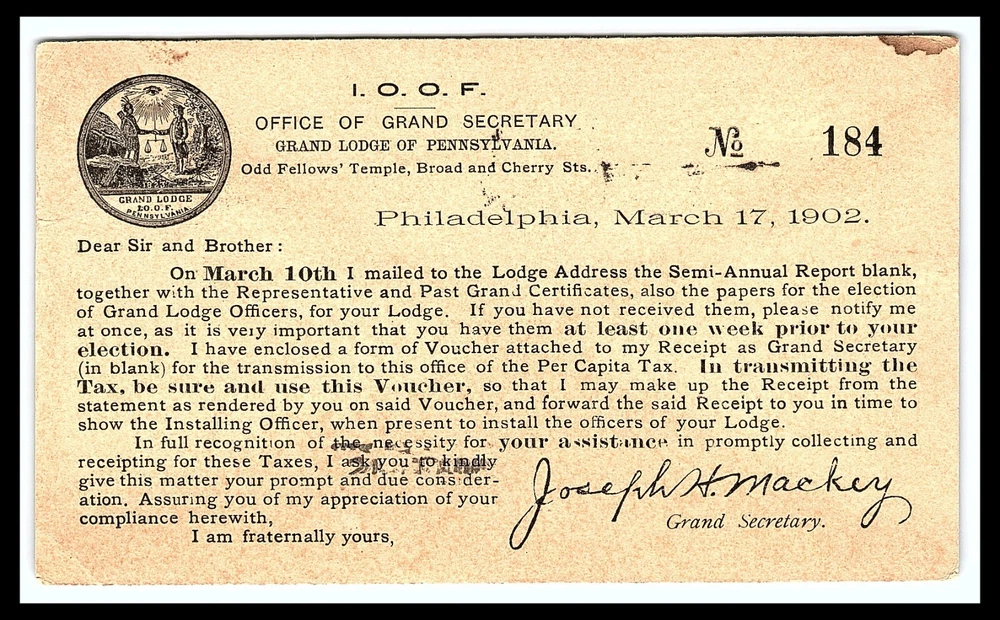 I. O. O. F.
OFFICE OF GRAND SECRETARY
GRAND LODGE OF PENNSYLVANIA.
Odd Fellows' Temple, Broad and Cherry Sts.
No 184
GRAND LODGE
I.O.O.F.
PENNSYLVANIA
Philadelphia, March 17, 1902.
Dear Sir and Brother:
On March 10th I mailed to the Lodge Address the Semi-Annual Report blank,
together with the Representative and Past Grand Certificates, also the papers for the election
of Grand Lodge Officers, for your Lodge. If you have not received them, please notify me
at once, as it is very important that you have them at least one week prior to your
election. I have enclosed a form of Voucher attached to my Receipt as Grand Secretary
(in blank) for the transmission to this office of the Per Capita Tax. In transmitting the
Tax, be sure and use this Voucher, so that I may make up the Receipt from the
statement as rendered by you on said Voucher, and forward the said Receipt to you in time to
show the Installing Officer, when present to install the officers of your Lodge.
In full recognition of the necessity for your assistance in promptly collecting and
receipting for these Taxes, I ask you to kindly
give this matter your prompt and due consider-
ation. Assuring you of my appreciation of your
compliance herewith,
I am fraternally yours,
Joseph H. Mackey
Grand Secretary.